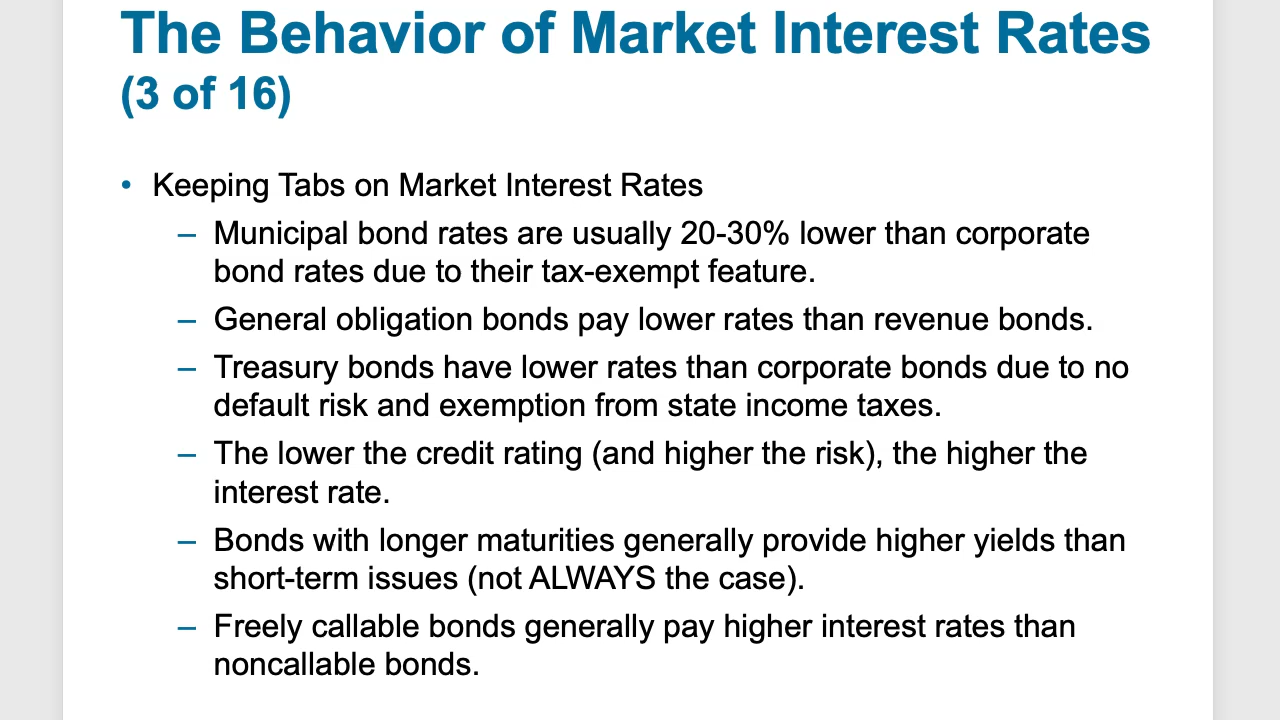 The Behavior of Market Interest Rates
(3 of 16)
• Keeping Tabs on Market Interest Rates
– Municipal bond rates are usually 20-30% lower than corporate
bond rates due to their tax-exempt feature.
– General obligation bonds pay lower rates than revenue bonds.
– Treasury bonds have lower rates than corporate bonds due to no
default risk and exemption from state income taxes.
– The lower the credit rating (and higher the risk), the higher the
interest rate.
– Bonds with longer maturities generally provide higher yields than
short-term issues (not ALWAYS the case).
– Freely callable bonds generally pay higher interest rates than
noncallable bonds.